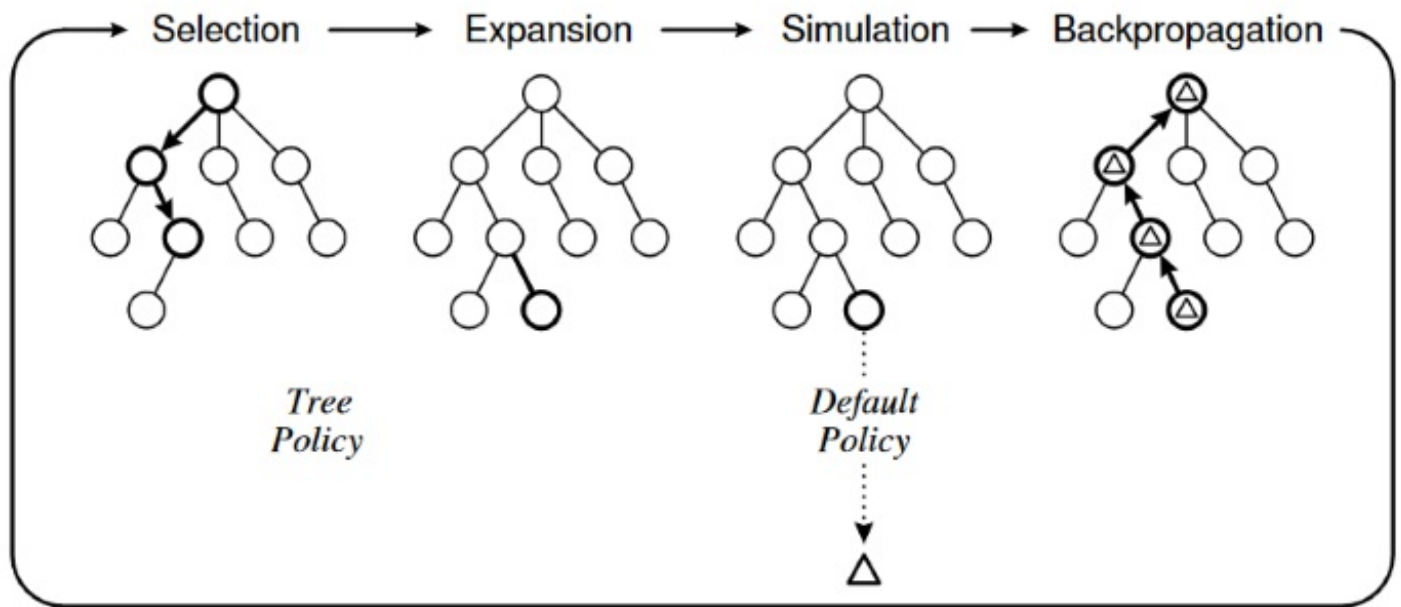 Selection Expansion Simulation Backpropagation
Tree
Policy
Default
Policy